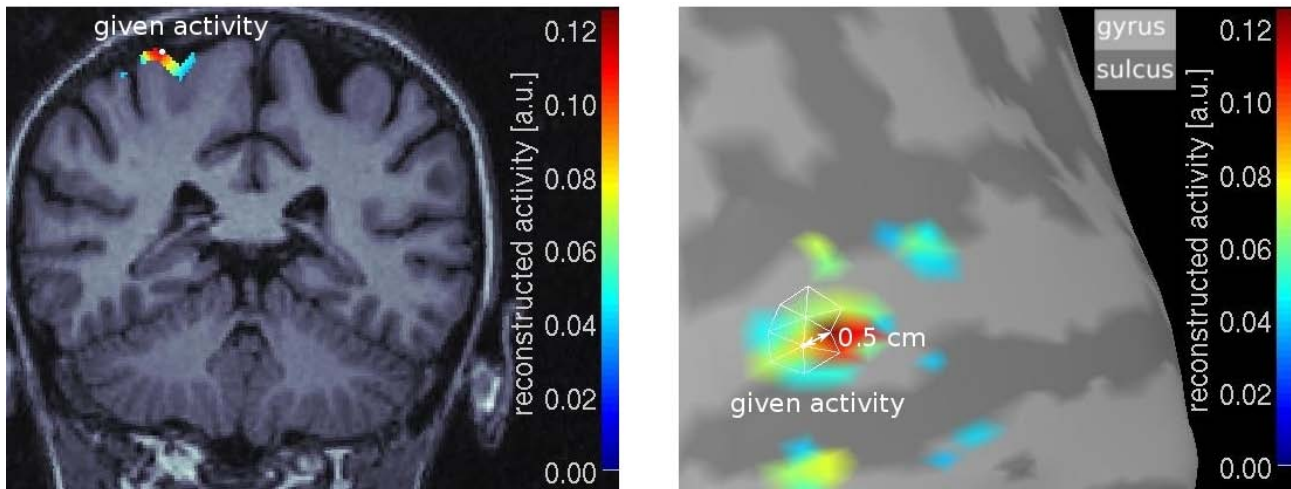 given activity
reconstructed activity [a.u.]
0.12
0.10
0.08
0.06
0.04
0.02
0.00
gyrus
sulcus
0.5 cm
given activity
reconstructed activity [a.u.]
0.12
0.10
0.08
0.06
0.04
0.02
0.00